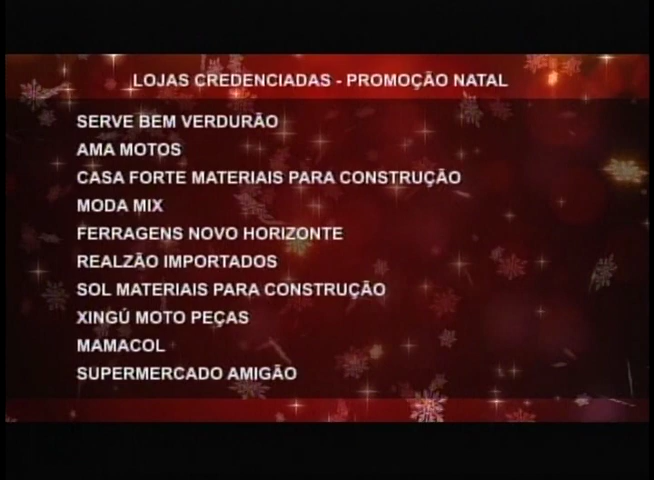 LOJAS CREDENCIADAS - PROMOÇÃO NATAL
SERVE BEM VERDURÃO
AMA MOTOS
CASA FORTE MATERIAIS PARA CONSTRUÇÃO
MODA MIX
FERRAGENS NOVO HORIZONTE
REALZÃO IMPORTADOS
SOL MATERIAIS PARA CONSTRUÇÃO
XINGÚ MOTO PEÇAS
MAMACOL
SUPERMERCADO AMIGÃO